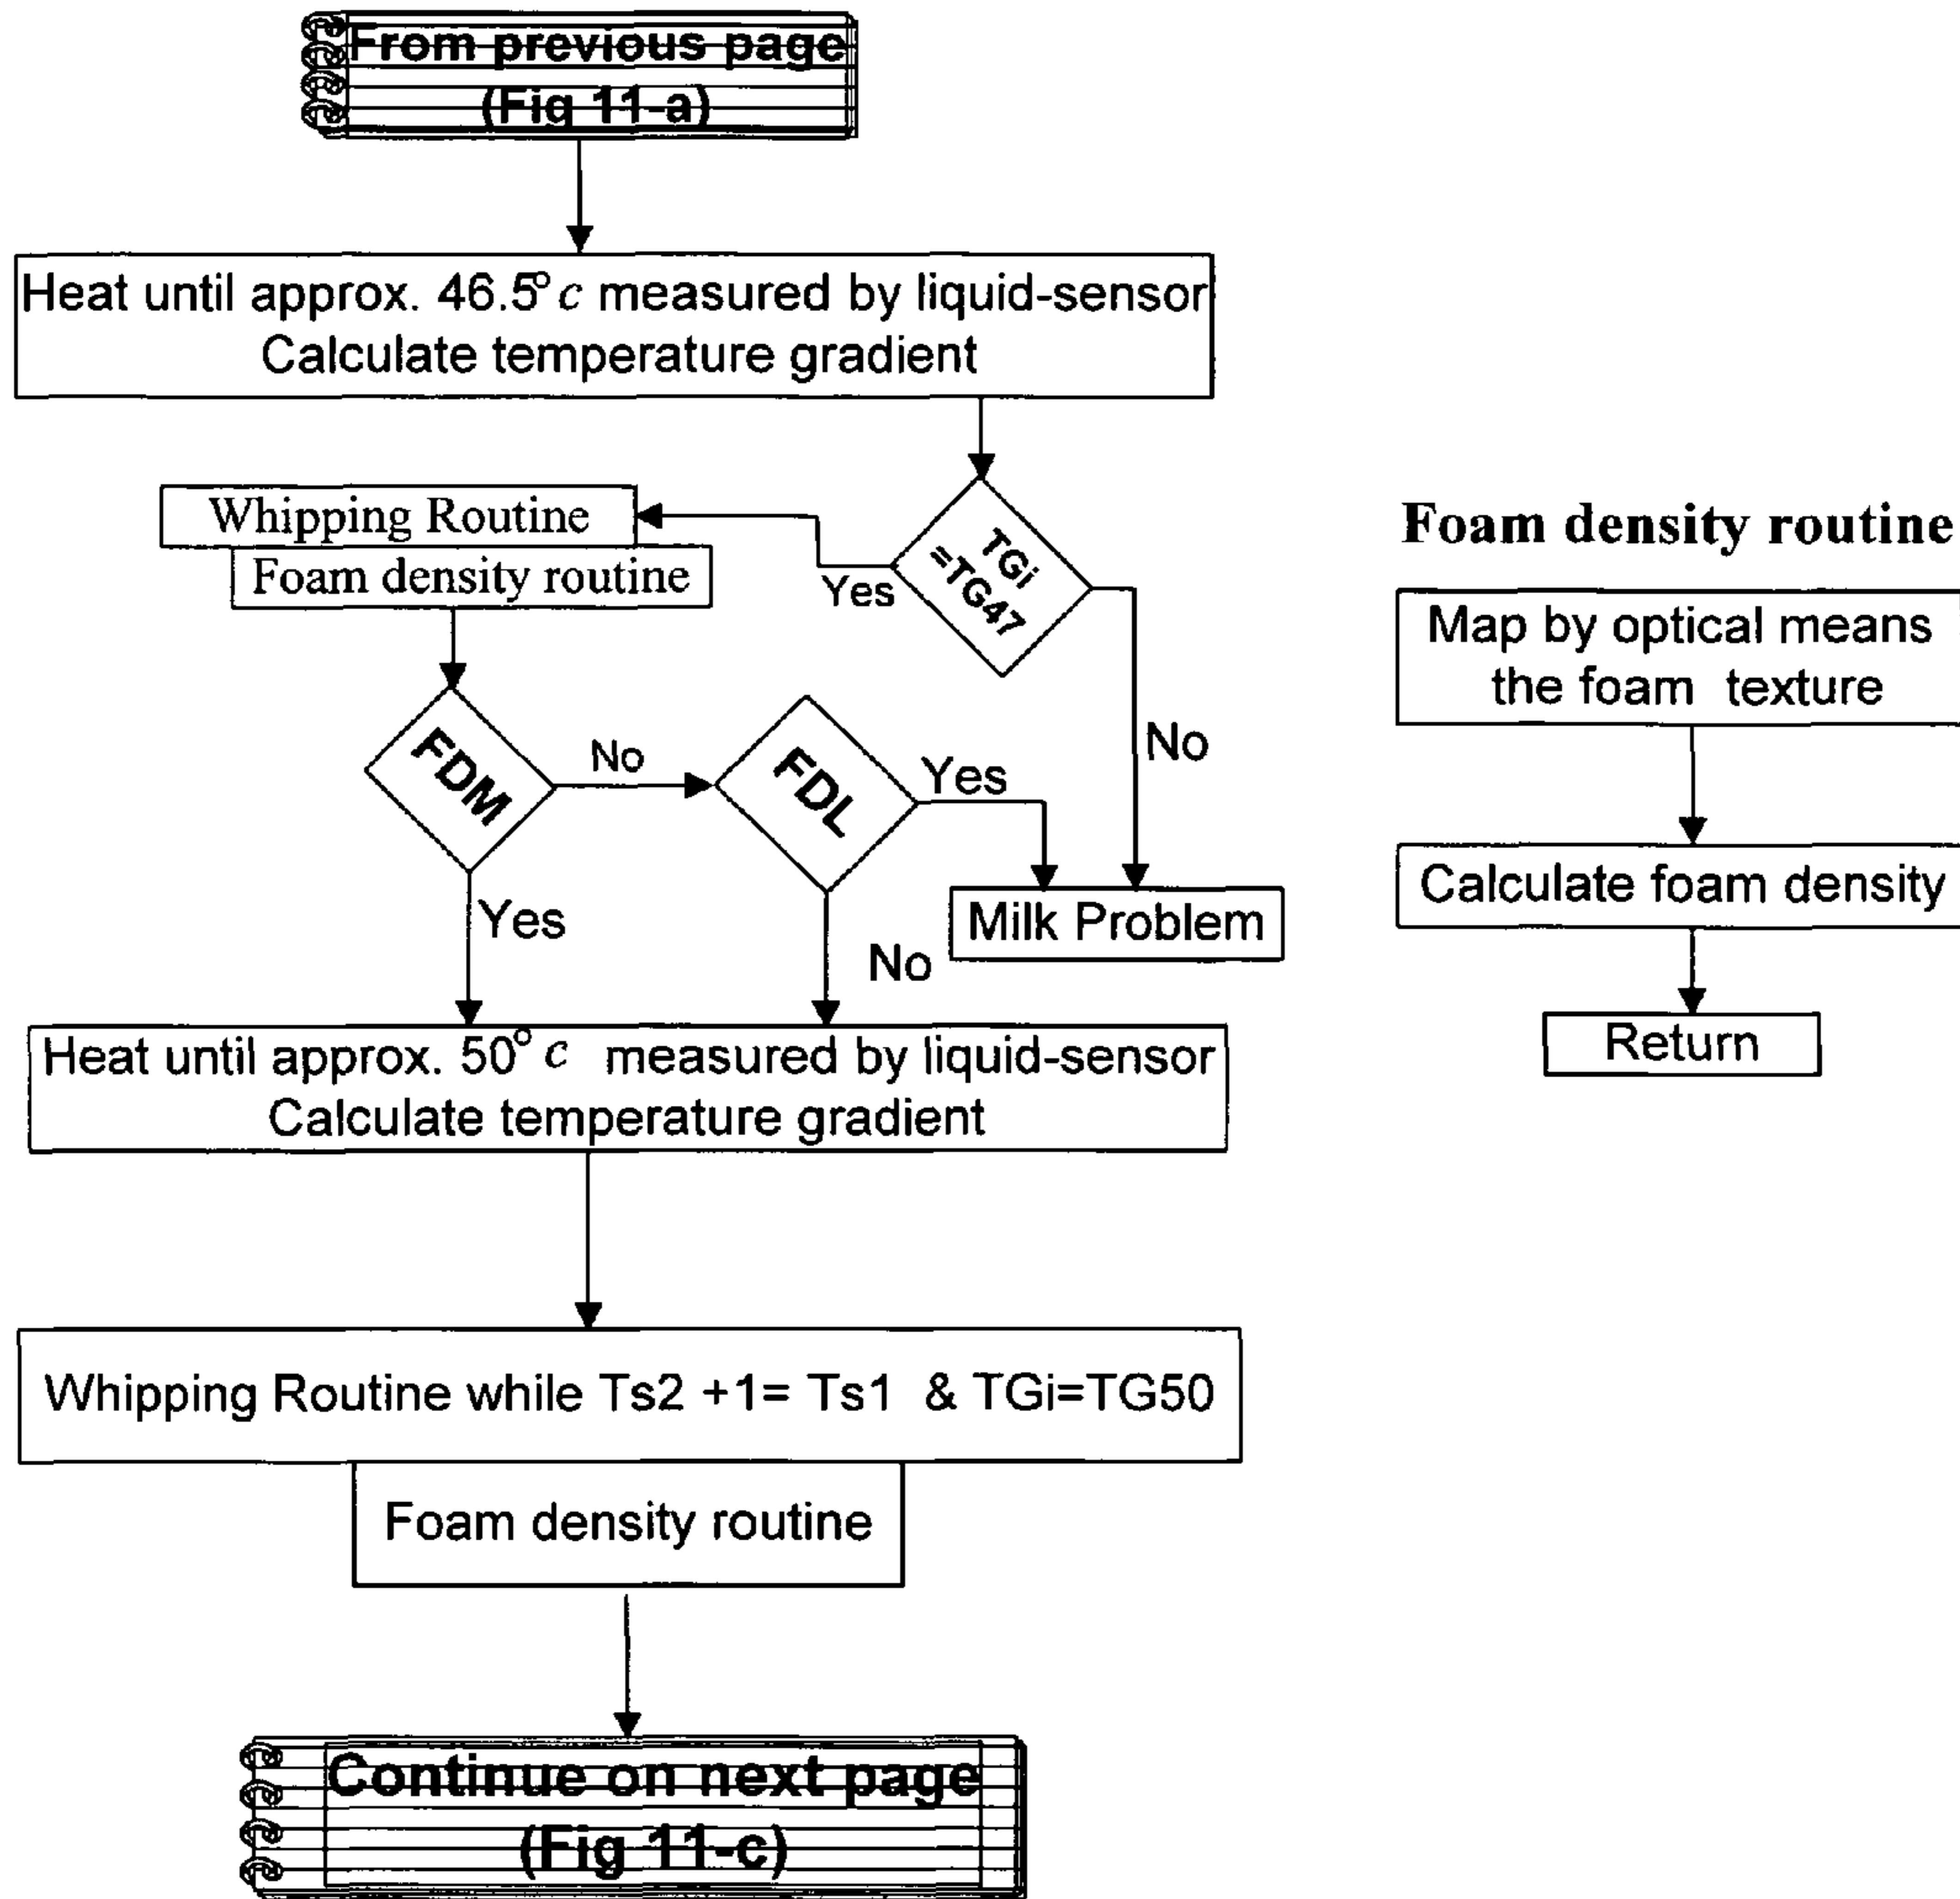 From previous page
(Fig 11-a)
Heat until approx. 46.5°c measured by liquid-sensor
Calculate temperature gradient
Whipping Routine
Foam density routine
TGi
=TG47
Yes
No
FDM
No
FDL
Yes
Milk Problem
Yes
No
Heat until approx. 50°c measured by liquid-sensor
Calculate temperature gradient
Whipping Routine while Ts2 +1= Ts1 & TGi=TG50
Foam density routine
Continue on next page
(Fig 11-c)
Foam density routine
Map by optical means
the foam texture
Calculate foam density
Return